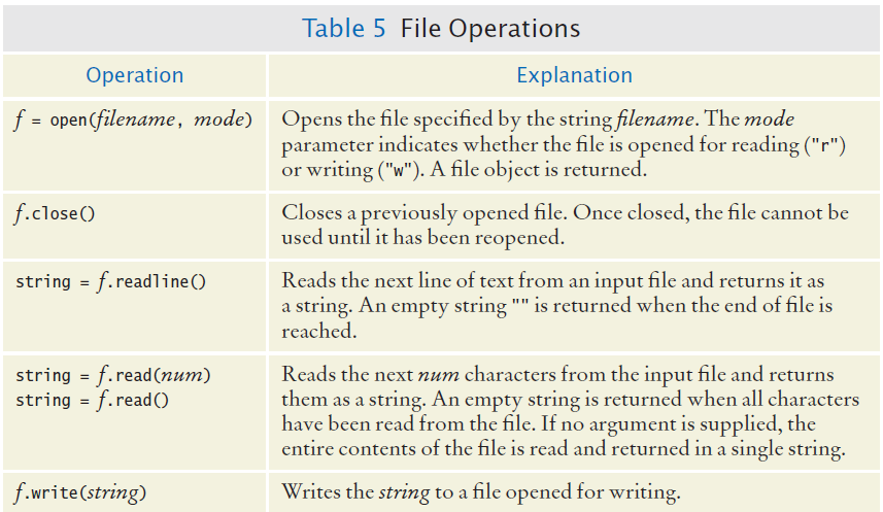 Table 5 File Operations
Operation
Explanation
f = open(filename, mode)
Opens the file specified by the string filename. The mode
parameter indicates whether the file is opened for reading ("r")
or writing ("w"). A file object is returned.
f.close()
Closes a previously opened file. Once closed, the file cannot be
used until it has been reopened.
string = f.readline()
Reads the next line of text from an input file and returns it as
a string. An empty string "" is returned when the end of file is
reached.
string = f.read(num)
string = f.read()
Reads the next num characters from the input file and returns
them as a string. An empty string is returned when all characters
have been read from the file. If no argument is supplied, the
entire contents of the file is read and returned in a single string.
f.write(string)
Writes the string to a file opened for writing.